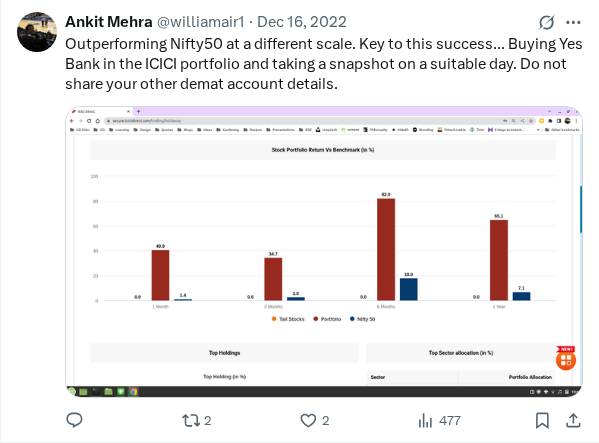 Ankit Mehra @williamair1 · Dec 16, 2022
Outperforming Nifty50 at a different scale. Key to this success... Buying Yes
Bank in the ICICI portfolio and taking a snapshot on a suitable day. Do not
share your other demat account details.
Stock Portfolio Return Vs Benchmark (in %)
100
80
60
40
20
0
0.0 40.9 1.4
0.0 34.7 3.0
0.0 82.0 18.0
0.0 65.1 7.1
1 Month 3 Months 6 Months 1 Year
Tail Stocks Portfolio Nifty 50
NEW!
Top Holdings Top Sector allocation (in %)
Top Holding (in %) Sector Portfolio Allocation
2 2 477